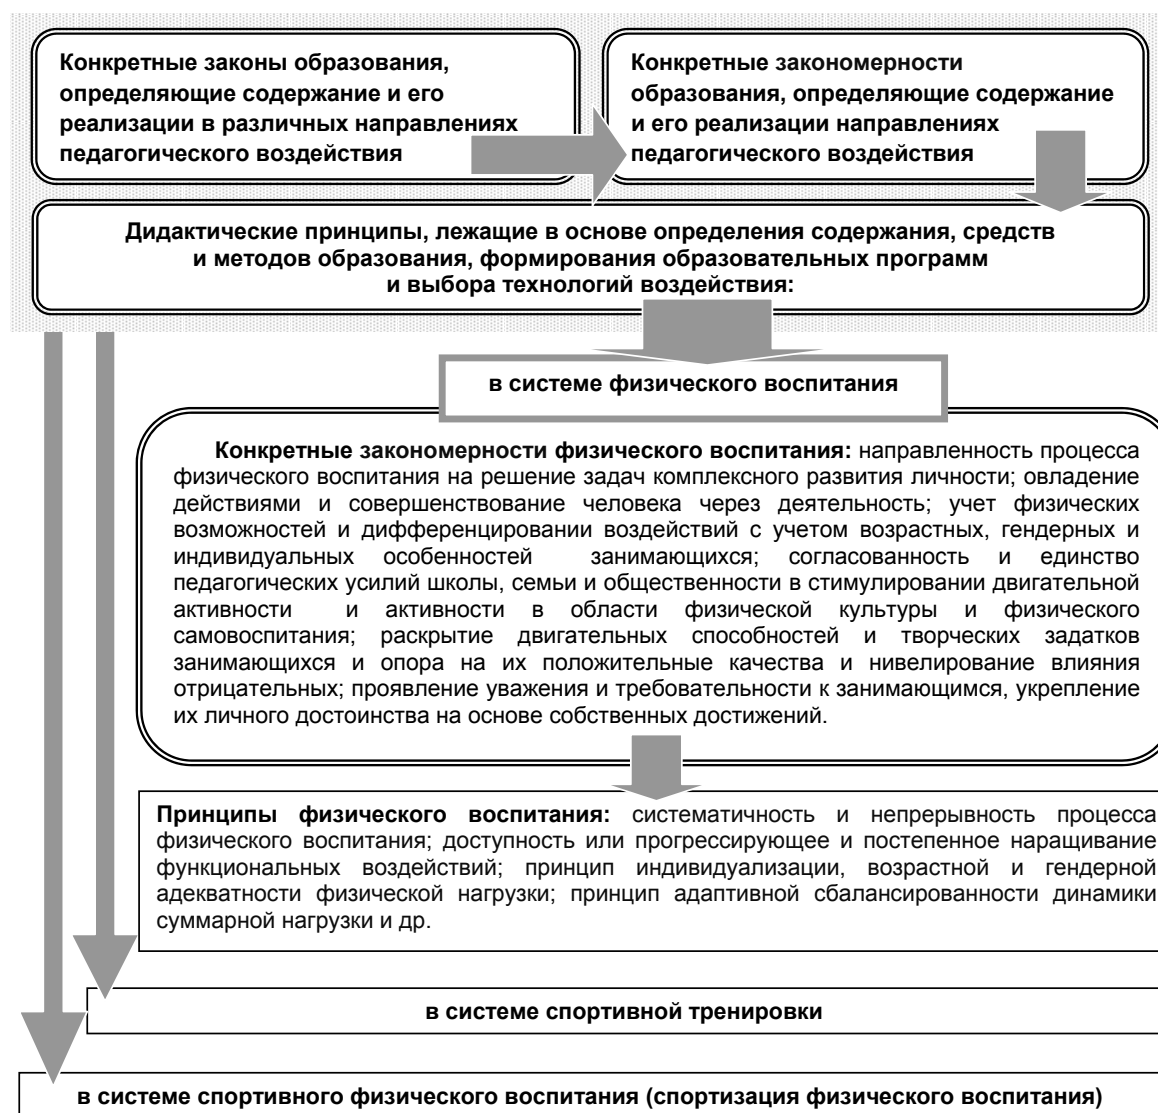 Конкретные законы образования,
определяющие содержание и его
реализации в различных направлениях
педагогического воздействия
Конкретные закономерности
образования, определяющие содержание
и его реализации направлениях
педагогического воздействия
Дидактические принципы, лежащие в основе определения содержания, средств
и методов образования, формирования образовательных программ
и выбора технологий воздействия:
в системе физического воспитания
Конкретные закономерности физического воспитания: направленность процесса
физического воспитания на решение задач комплексного развития личности; овладение
действиями и совершенствование человека через деятельность; учет физических
возможностей и дифференцировании воздействий с учетом возрастных, гендерных и
индивидуальных особенностей занимающихся; согласованность и единство
педагогических усилий школы, семьи и общественности в стимулировании двигательной
активности и активности в области физической культуры и физического
самовоспитания; раскрытие двигательных способностей и творческих задатков
занимающихся и опора на их положительные качества и нивелирование влияния
отрицательных; проявление уважения и требовательности к занимающимся, укрепление
их личного достоинства на основе собственных достижений.
Принципы физического воспитания: систематичность и непрерывность процесса
физического воспитания; доступность или прогрессирующее и постепенное наращивание
функциональных воздействий; принцип индивидуализации, возрастной и гендерной
адекватности физической нагрузки; принцип адаптивной сбалансированности динамики
суммарной нагрузки и др.
в системе спортивной тренировки
в системе спортивного физического воспитания (спортизация физического воспитания)